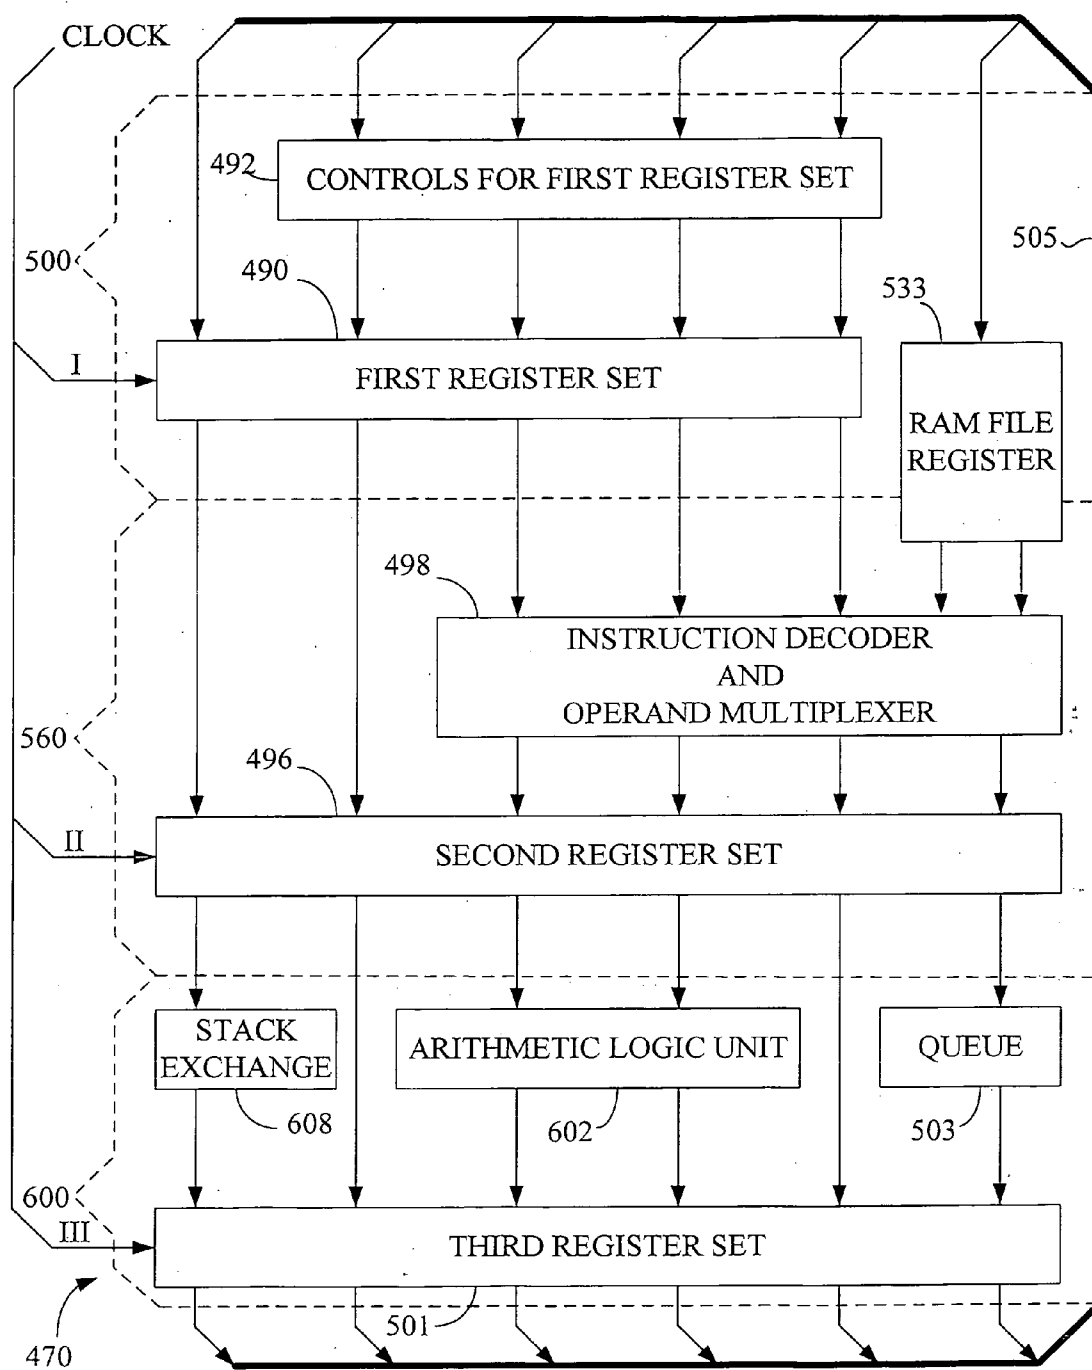 CLOCK
492
CONTROLS FOR FIRST REGISTER SET
505
500
490
533
I
FIRST REGISTER SET
RAM FILE
REGISTER
498
INSTRUCTION DECODER
AND
OPERAND MULTIPLEXER
560
496
II
SECOND REGISTER SET
STACK
EXCHANGE
ARITHMETIC LOGIC UNIT
QUEUE
608
602
503
600
III
THIRD REGISTER SET
501
470